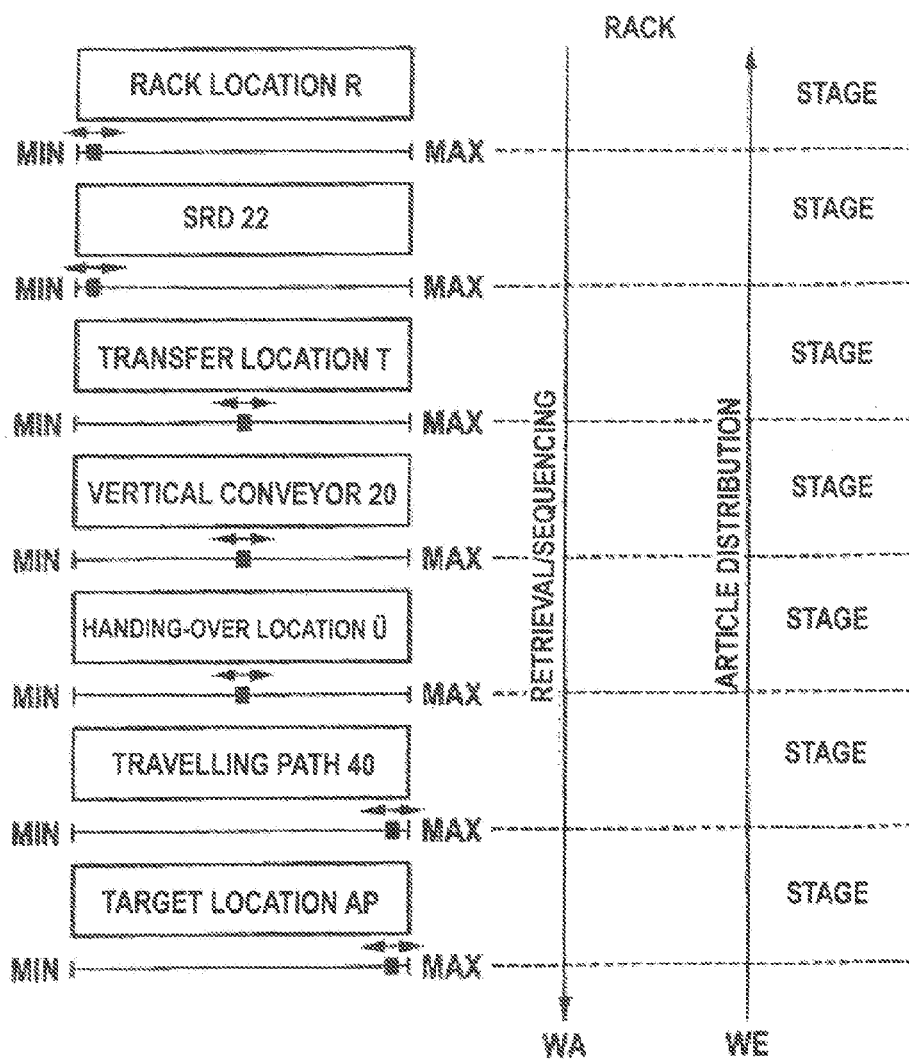 RACK
RACK LOCATION R
STAGE
MIN
MAX
SRD 22
STAGE
MIN
MAX
TRANSFER LOCATION T
STAGE
MIN
MAX
VERTICAL CONVEYOR 20
STAGE
MIN
MAX
HANDING-OVER LOCATION Ü
STAGE
MIN
MAX
TRAVELLING PATH 40
STAGE
MIN
MAX
TARGET LOCATION AP
STAGE
MIN
MAX
RETRIEVAL/SEQUENCING
ARTICLE DISTRIBUTION
WA
WE